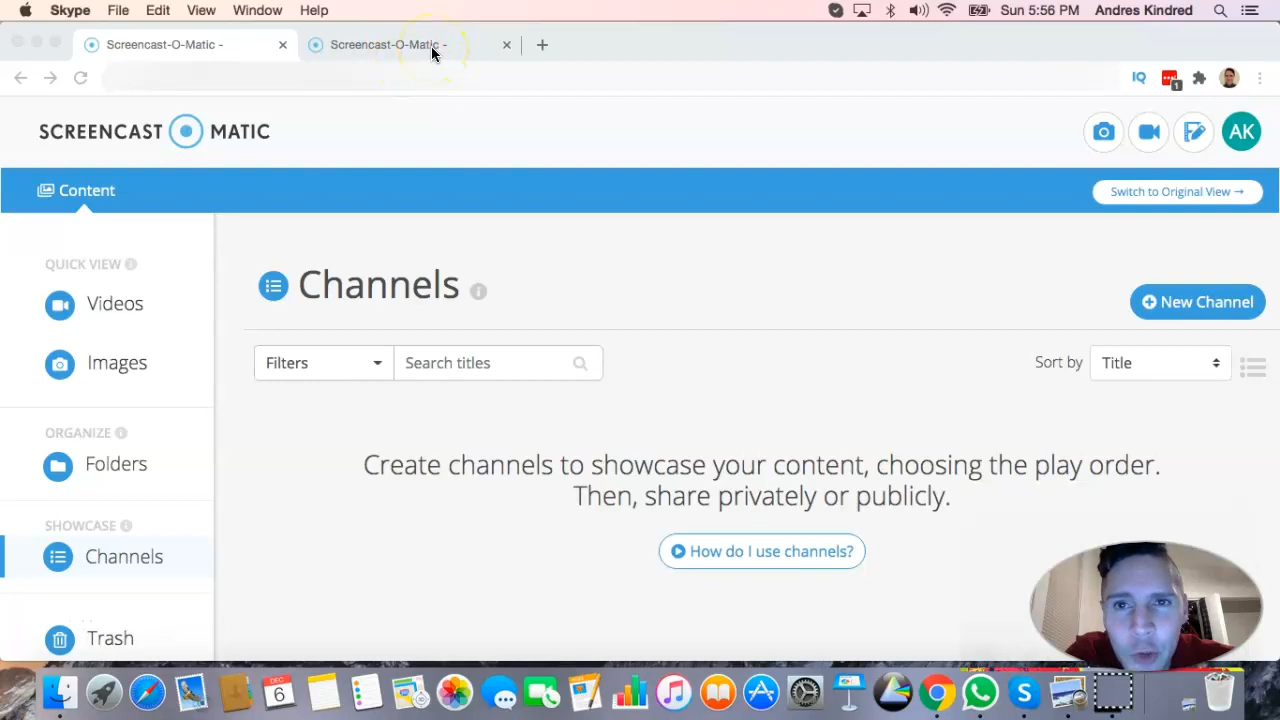 Skype File Edit View Window Help Sun 5:56 PM Andres Kindred
Screencast-O-Matic - Screencast-O-Matic -
IQ 1
SCREENCAST MATIC AK
Content Switch to Original View →
QUICK VIEW
Videos
Images
ORGANIZE
Folders
SHOWCASE
Channels
Trash
Channels
New Channel
Filters Search titles Sort by Title
Create channels to showcase your content, choosing the play order.
Then, share privately or publicly.
How do I use channels?
DEC
6